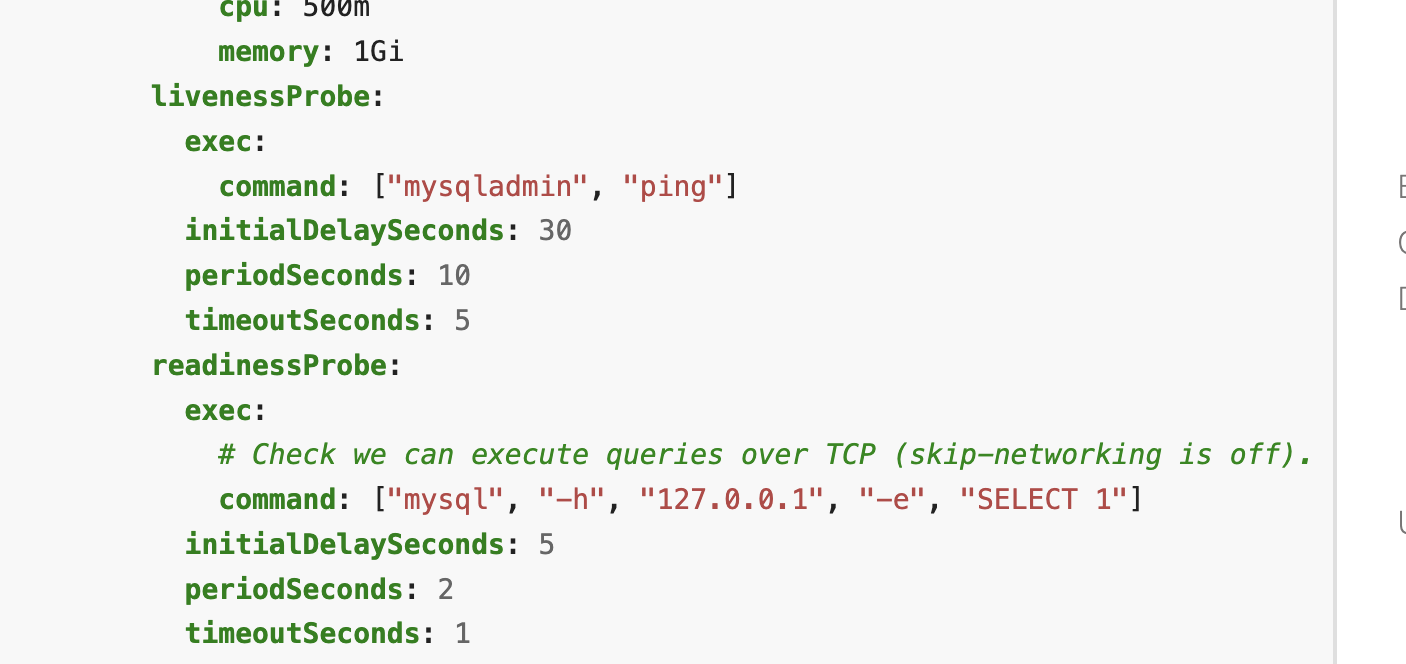 cpu: 500m
memory: 1Gi
livenessProbe:
exec:
command: ["mysqladmin", "ping"]
initialDelaySeconds: 30
periodSeconds: 10
timeoutSeconds: 5
readinessProbe:
exec:
# Check we can execute queries over TCP (skip-networking is off).
command: ["mysql", "-h", "127.0.0.1", "-e", "SELECT 1"]
initialDelaySeconds: 5
periodSeconds: 2
timeoutSeconds: 1